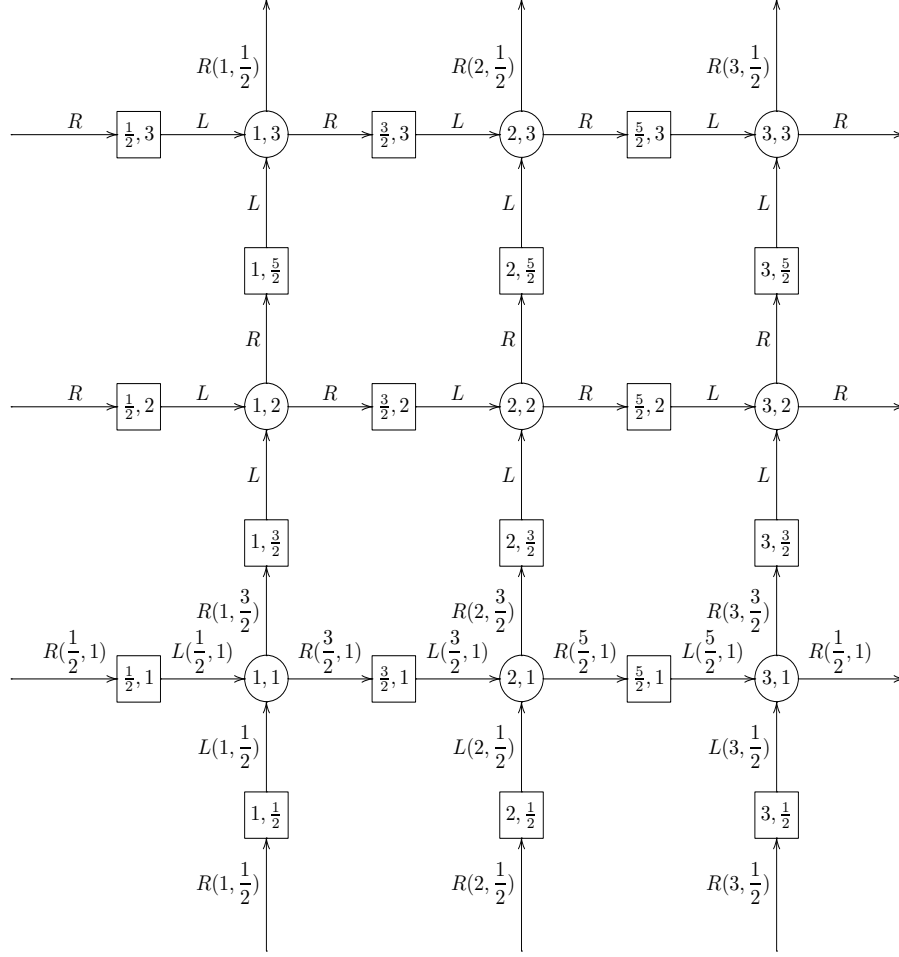 R(1, 1/2) R(2, 1/2) R(3, 1/2)
R 1/2, 3 L 1, 3 R 3/2, 3 L 2, 3 R 5/2, 3 L 3, 3 R
L L L
1, 5/2 2, 5/2 3, 5/2
R R R
R 1/2, 2 L 1, 2 R 3/2, 2 L 2, 2 R 5/2, 2 L 3, 2 R
L L L
1, 3/2 2, 3/2 3, 3/2
R(1, 3/2) R(2, 3/2) R(3, 3/2)
R(1/2, 1) L(1/2, 1) R(3/2, 1) L(3/2, 1) R(5/2, 1) L(5/2, 1) R(1/2, 1)
1/2, 1 1, 1 3/2, 1 2, 1 5/2, 1 3, 1
L(1, 1/2) L(2, 1/2) L(3, 1/2)
1, 1/2 2, 1/2 3, 1/2
R(1, 1/2) R(2, 1/2) R(3, 1/2)